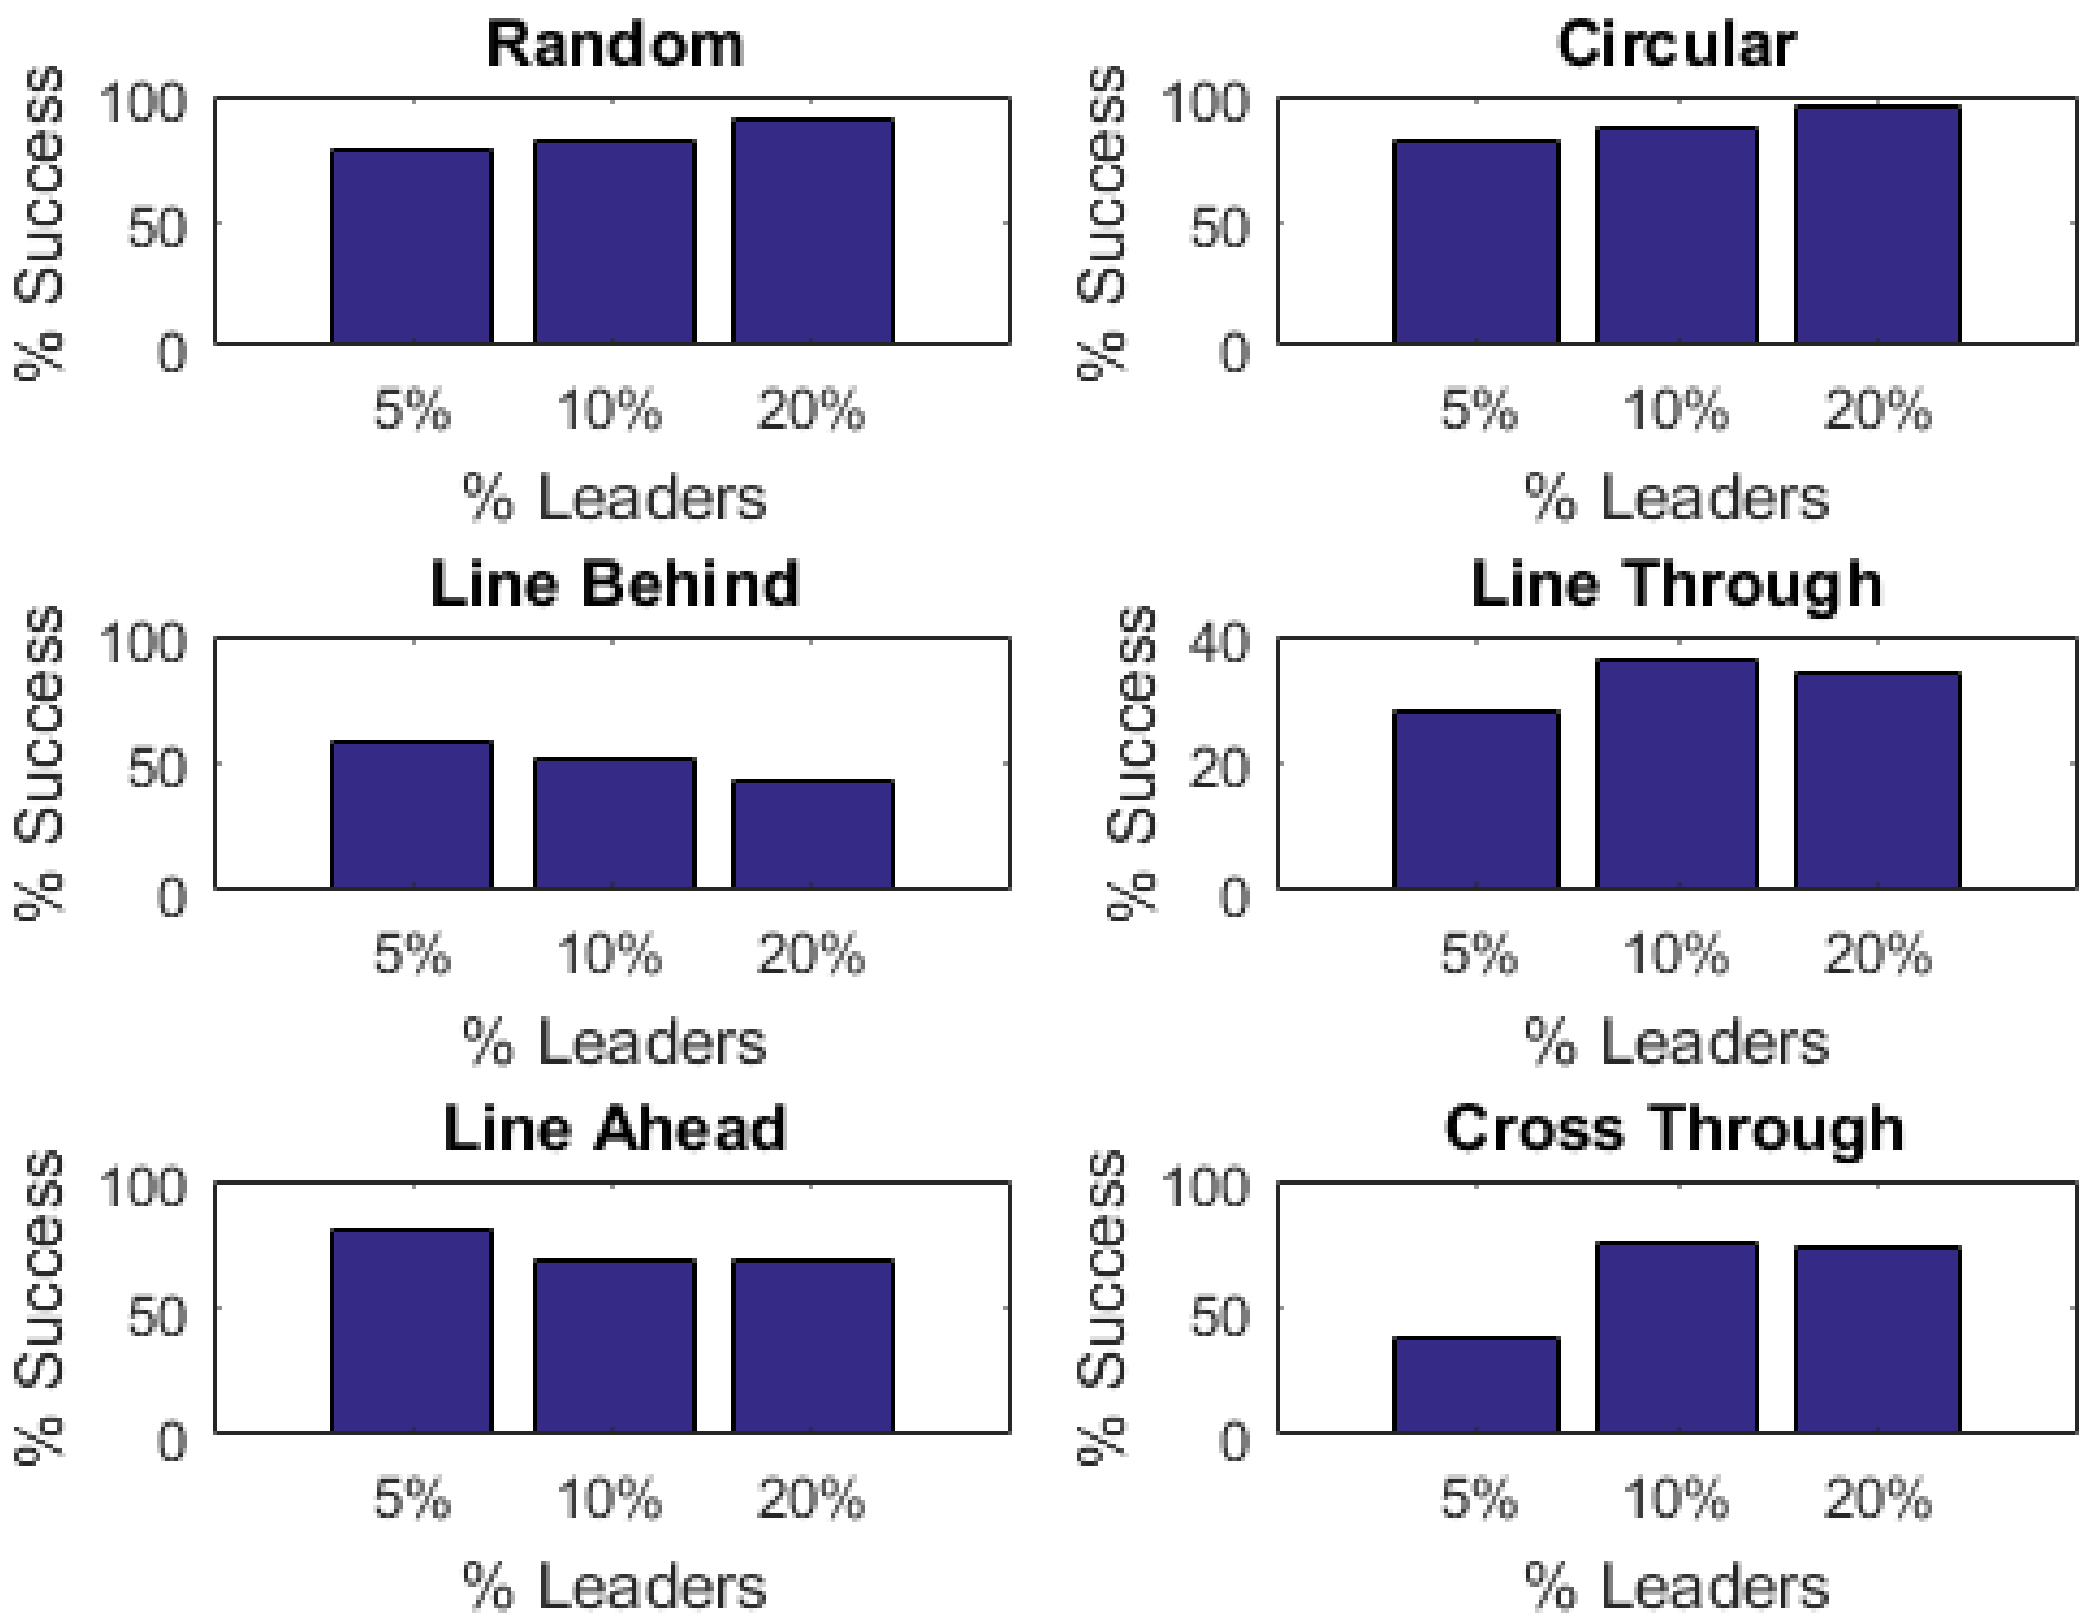 Random
% Success
100
50
0
5% 10% 20%
% Leaders
Circular
% Success
100
50
0
5% 10% 20%
% Leaders
Line Behind
% Success
100
50
0
5% 10% 20%
% Leaders
Line Through
% Success
40
20
0
5% 10% 20%
% Leaders
Line Ahead
% Success
100
50
0
5% 10% 20%
% Leaders
Cross Through
% Success
100
50
0
5% 10% 20%
% Leaders